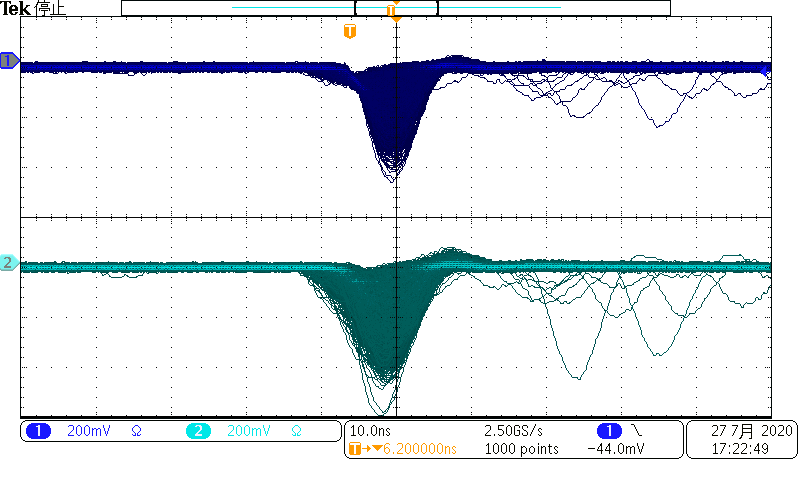 Tek 停止
T
T
1
2
1 200mV Ω 2 200mV Ω
10.0ns 2.50GS/s 1 \
T→▼6.200000ns 1000 points -44.0mV
27 7月 2020
17:22:49